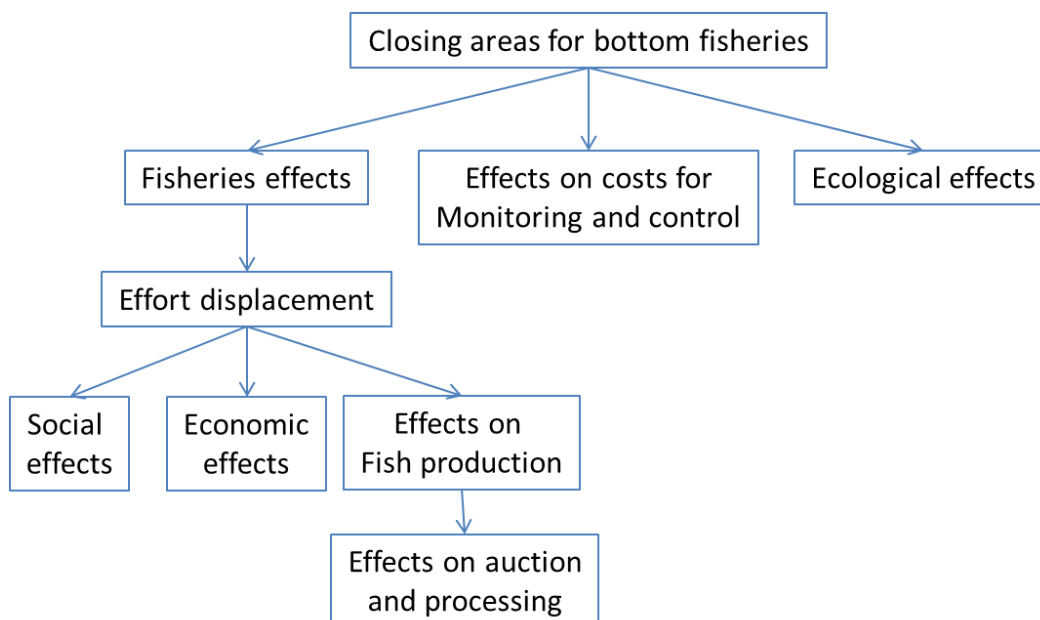 Closing areas for bottom fisheries
Fisheries effects
Effects on costs for
Monitoring and control
Ecological effects
Effort displacement
Social
effects
Economic
effects
Effects on
Fish production
Effects on auction
and processing